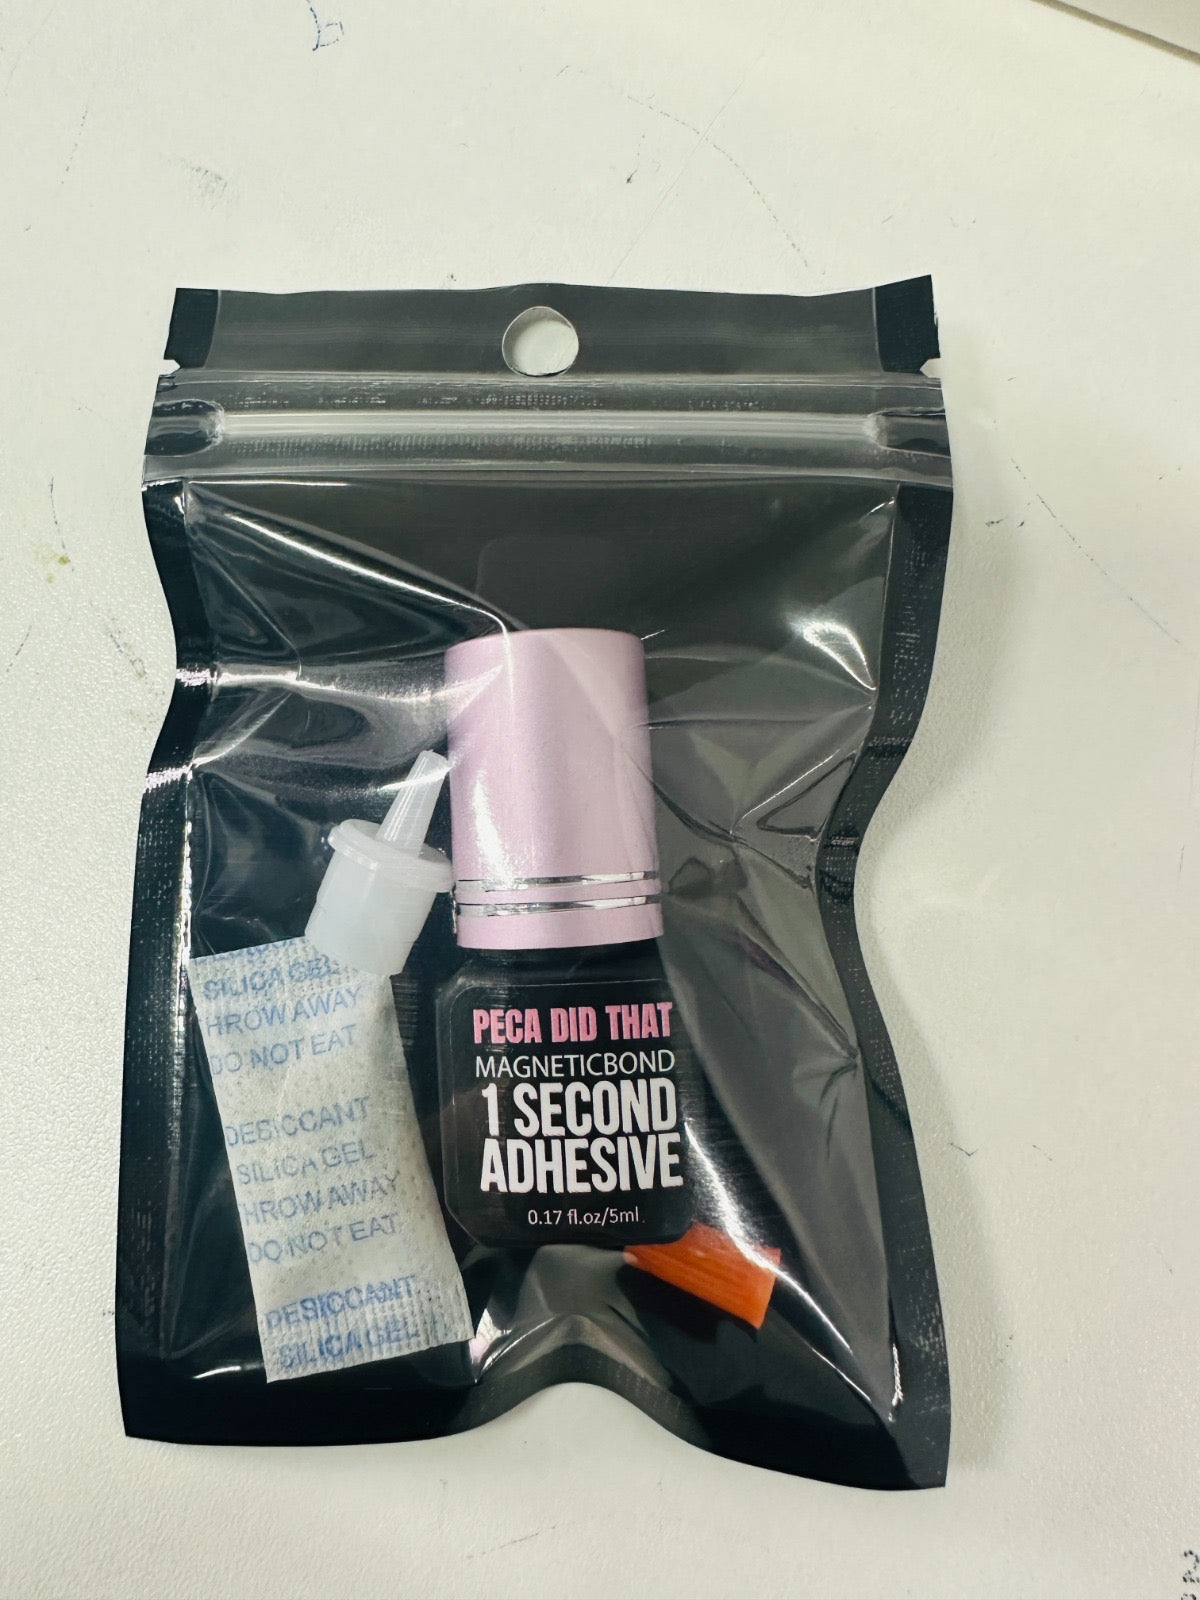 PECA DID THAT
MAGNETICBOND
1 SECOND
ADHESIVE
0.17 fl.oz/5ml
SILICA GEL
HROW AWAY
DO NOT EAT
DESICCANT
SILICA GEL
HROW AWAY
DO NOT EAT
DESICCANT
SILICA GEL